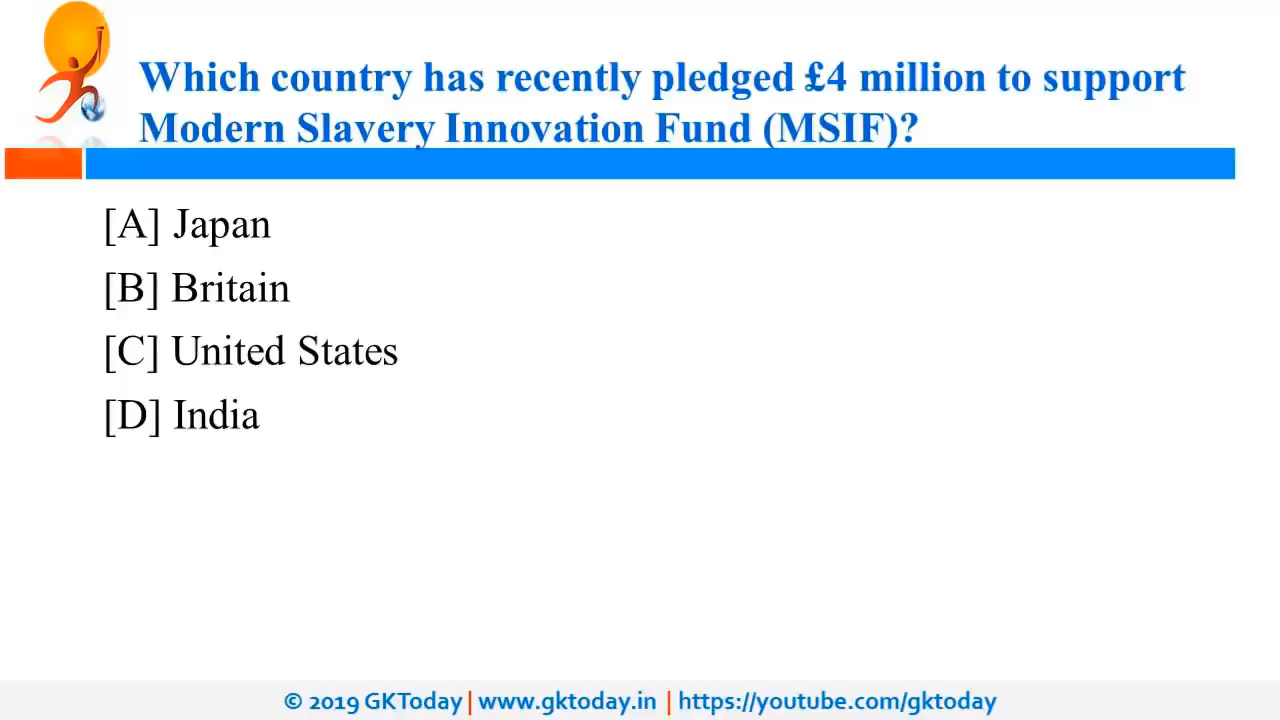 Which country has recently pledged £4 million to support
Modern Slavery Innovation Fund (MSIF)?
[A] Japan
[B] Britain
[C] United States
[D] India
© 2019 GKToday | www.gktoday.in | https://youtube.com/gktoday